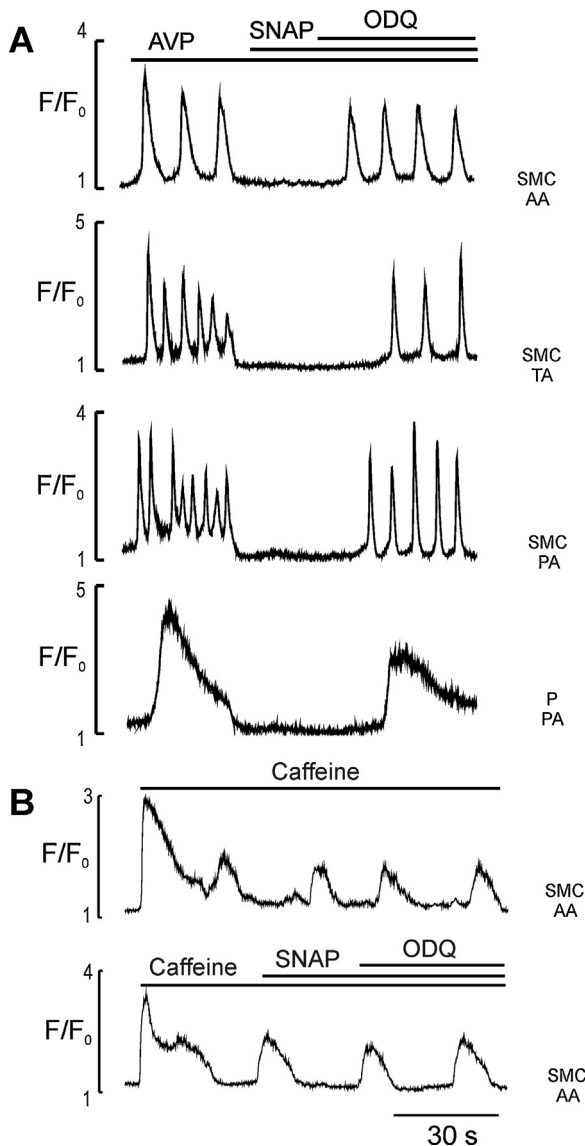 A
4
AVP
SNAP
ODQ
F/F₀
1
SMC
AA
5
F/F₀
1
SMC
TA
4
F/F₀
1
SMC
PA
5
F/F₀
1
P
PA
B
Caffeine
3
F/F₀
1
SMC
AA
4
Caffeine
SNAP
ODQ
F/F₀
1
SMC
AA
30 s